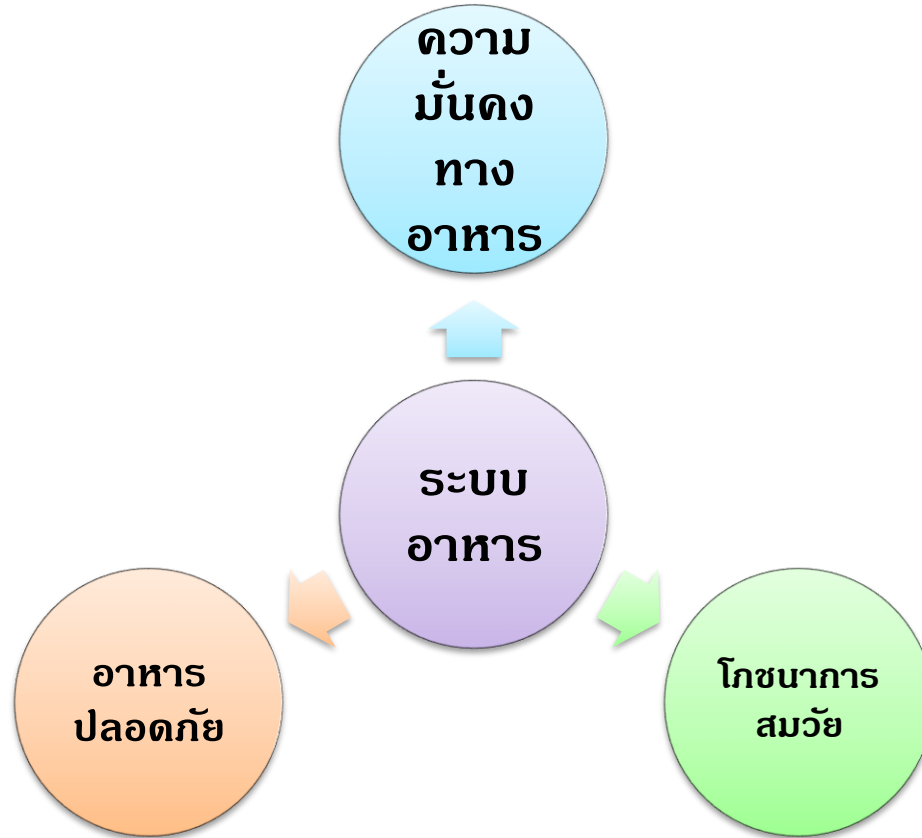 ความ
มั่นคง
ทาง
อาหาร
ระบบ
อาหาร
อาหาร
ปลอดภัย
โภชนาการ
สมวัย